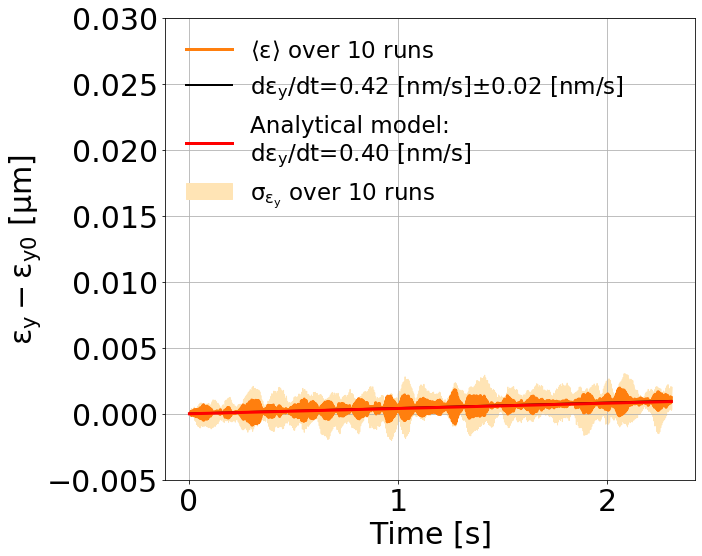 0.030
0.025
0.020
0.015
0.010
0.005
0.000
−0.005
εy − εy0 [μm]
⟨ε⟩ over 10 runs
dεy/dt=0.42 [nm/s]±0.02 [nm/s]
Analytical model:
dεy/dt=0.40 [nm/s]
σεy over 10 runs
0 1 2
Time [s]